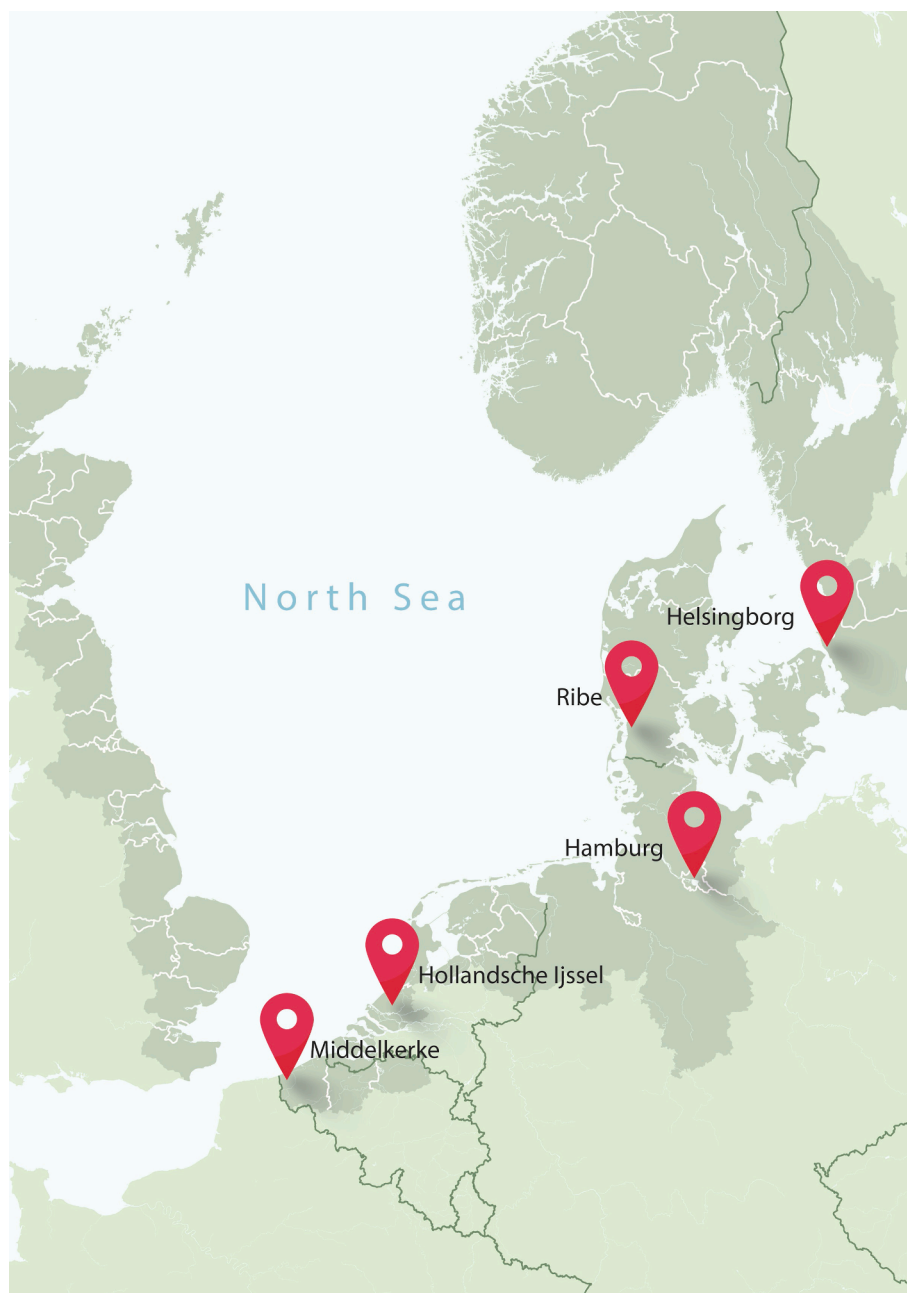 North Sea
Helsingborg
Ribe
Hamburg
Hollandsche Ijssel
Middelkerke